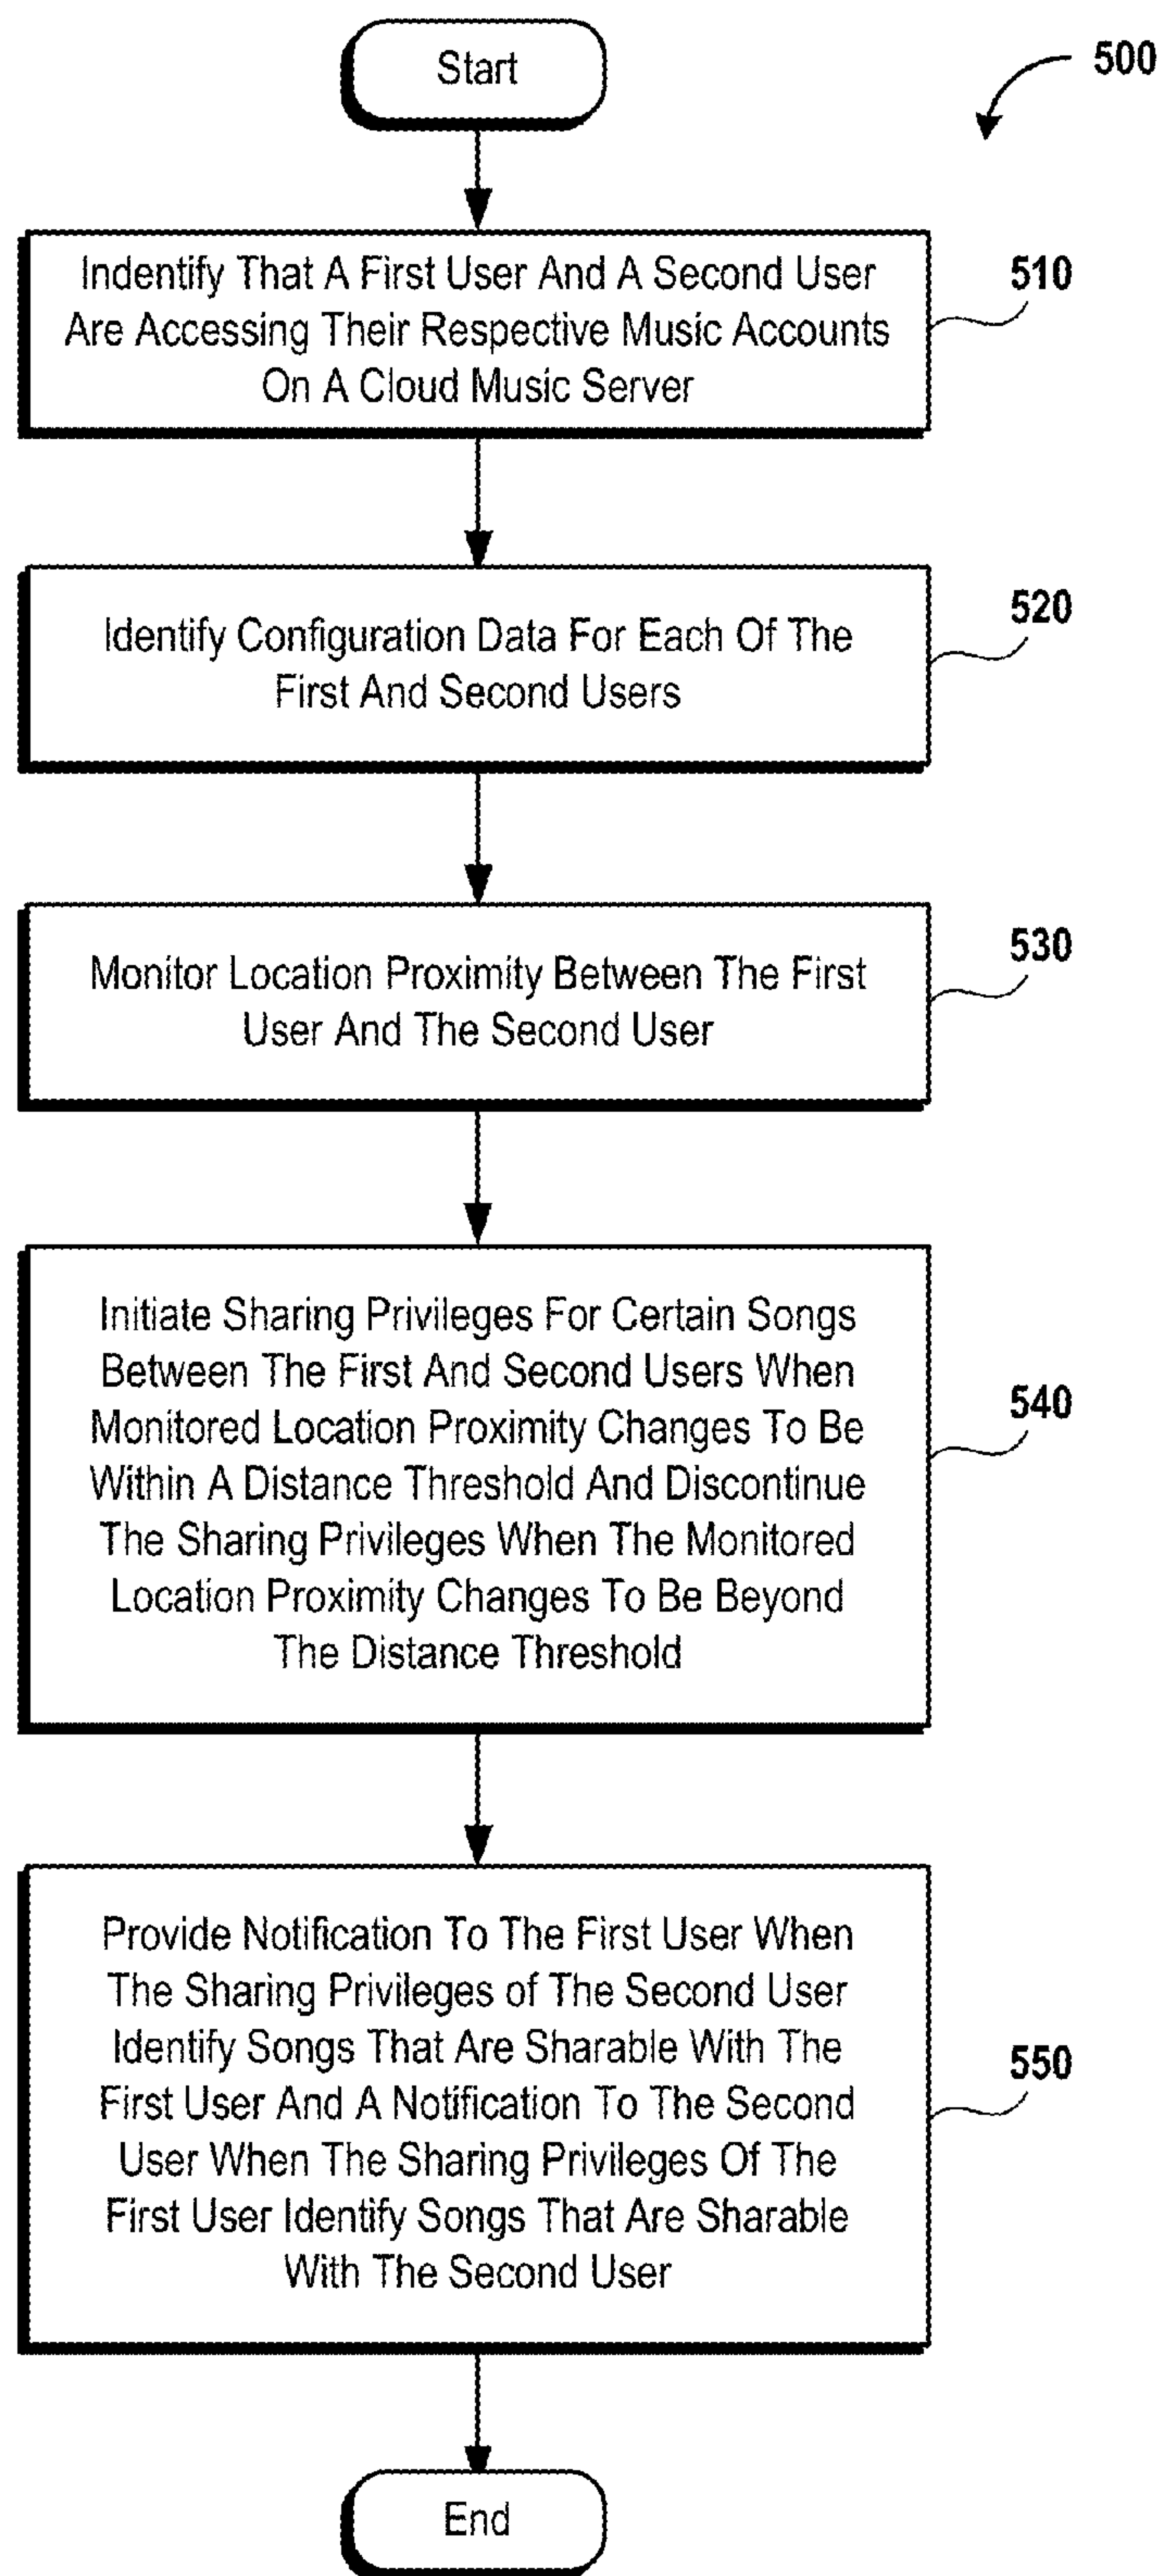 Start
500
Indentify That A First User And A Second User
Are Accessing Their Respective Music Accounts
On A Cloud Music Server
510
Identify Configuration Data For Each Of The
First And Second Users
520
Monitor Location Proximity Between The First
User And The Second User
530
Initiate Sharing Privileges For Certain Songs
Between The First And Second Users When
Monitored Location Proximity Changes To Be
Within A Distance Threshold And Discontinue
The Sharing Privileges When The Monitored
Location Proximity Changes To Be Beyond
The Distance Threshold
540
Provide Notification To The First User When
The Sharing Privileges of The Second User
Identify Songs That Are Sharable With The
First User And A Notification To The Second
User When The Sharing Privileges Of The
First User Identify Songs That Are Sharable
With The Second User
550
End